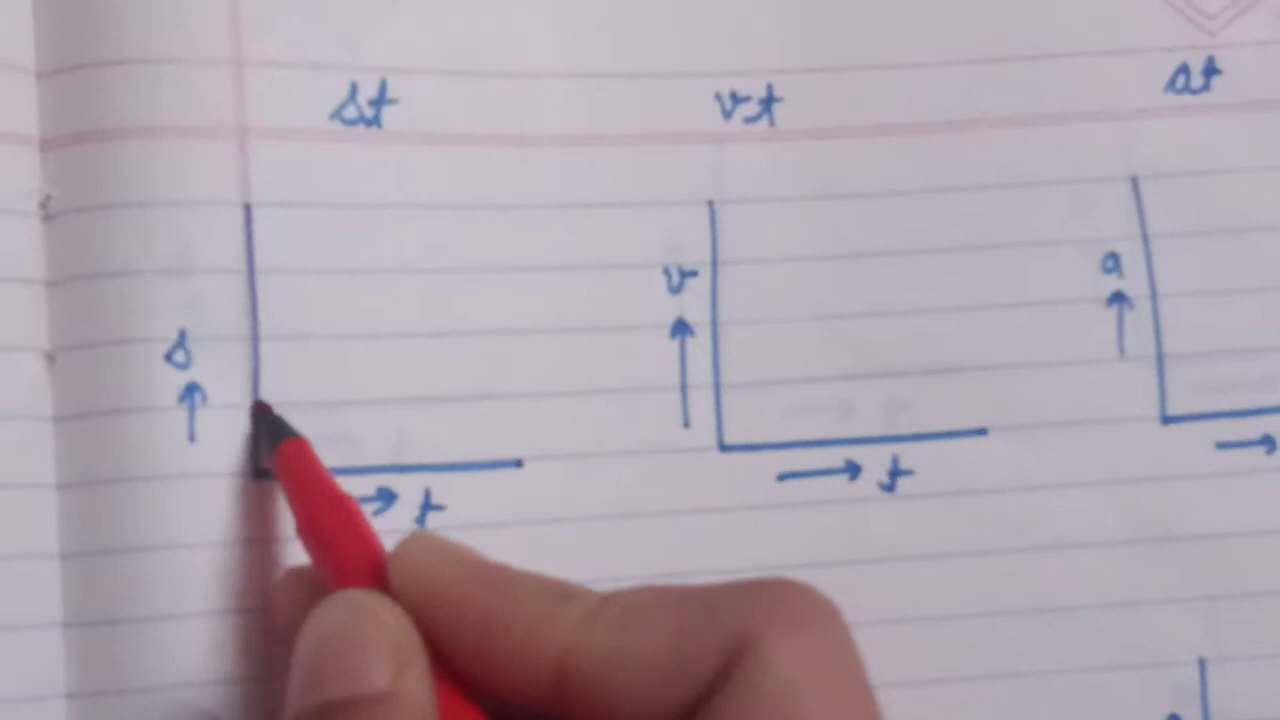 st vt at
v a
s
→ t → t